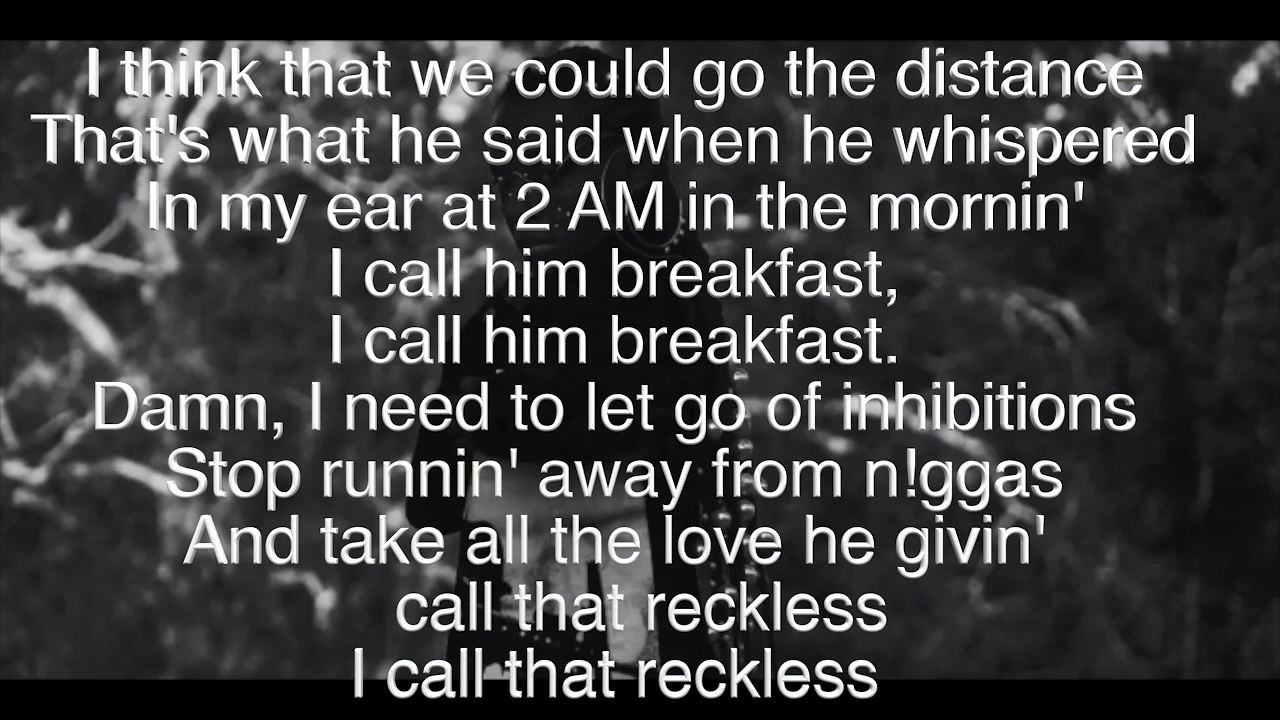 I think that we could go the distance
That's what he said when he whispered
In my ear at 2 AM in the mornin'
I call him breakfast,
I call him breakfast.
Damn, I need to let go of inhibitions
Stop runnin' away from n!ggas
And take all the love he givin'
call that reckless
I call that reckless